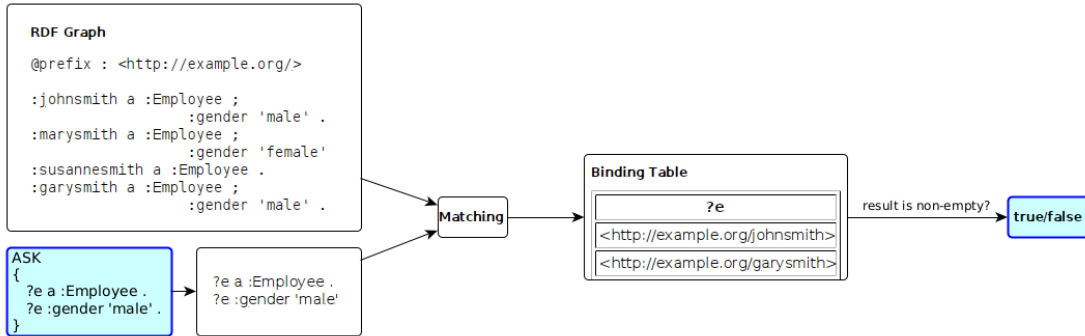 RDF Graph
@prefix : <http://example.org/>
:johnsmith a :Employee ;
:gender 'male' .
:marysmith a :Employee ;
:gender 'female'
:susannesmith a :Employee .
:garysmith a :Employee ;
:gender 'male' .
ASK
{
?e a :Employee .
?e :gender 'male' .
}
?e a :Employee .
?e :gender 'male'
Matching
Binding Table
?e
<http://example.org/johnsmith>
<http://example.org/garysmith>
result is non-empty?
true/false